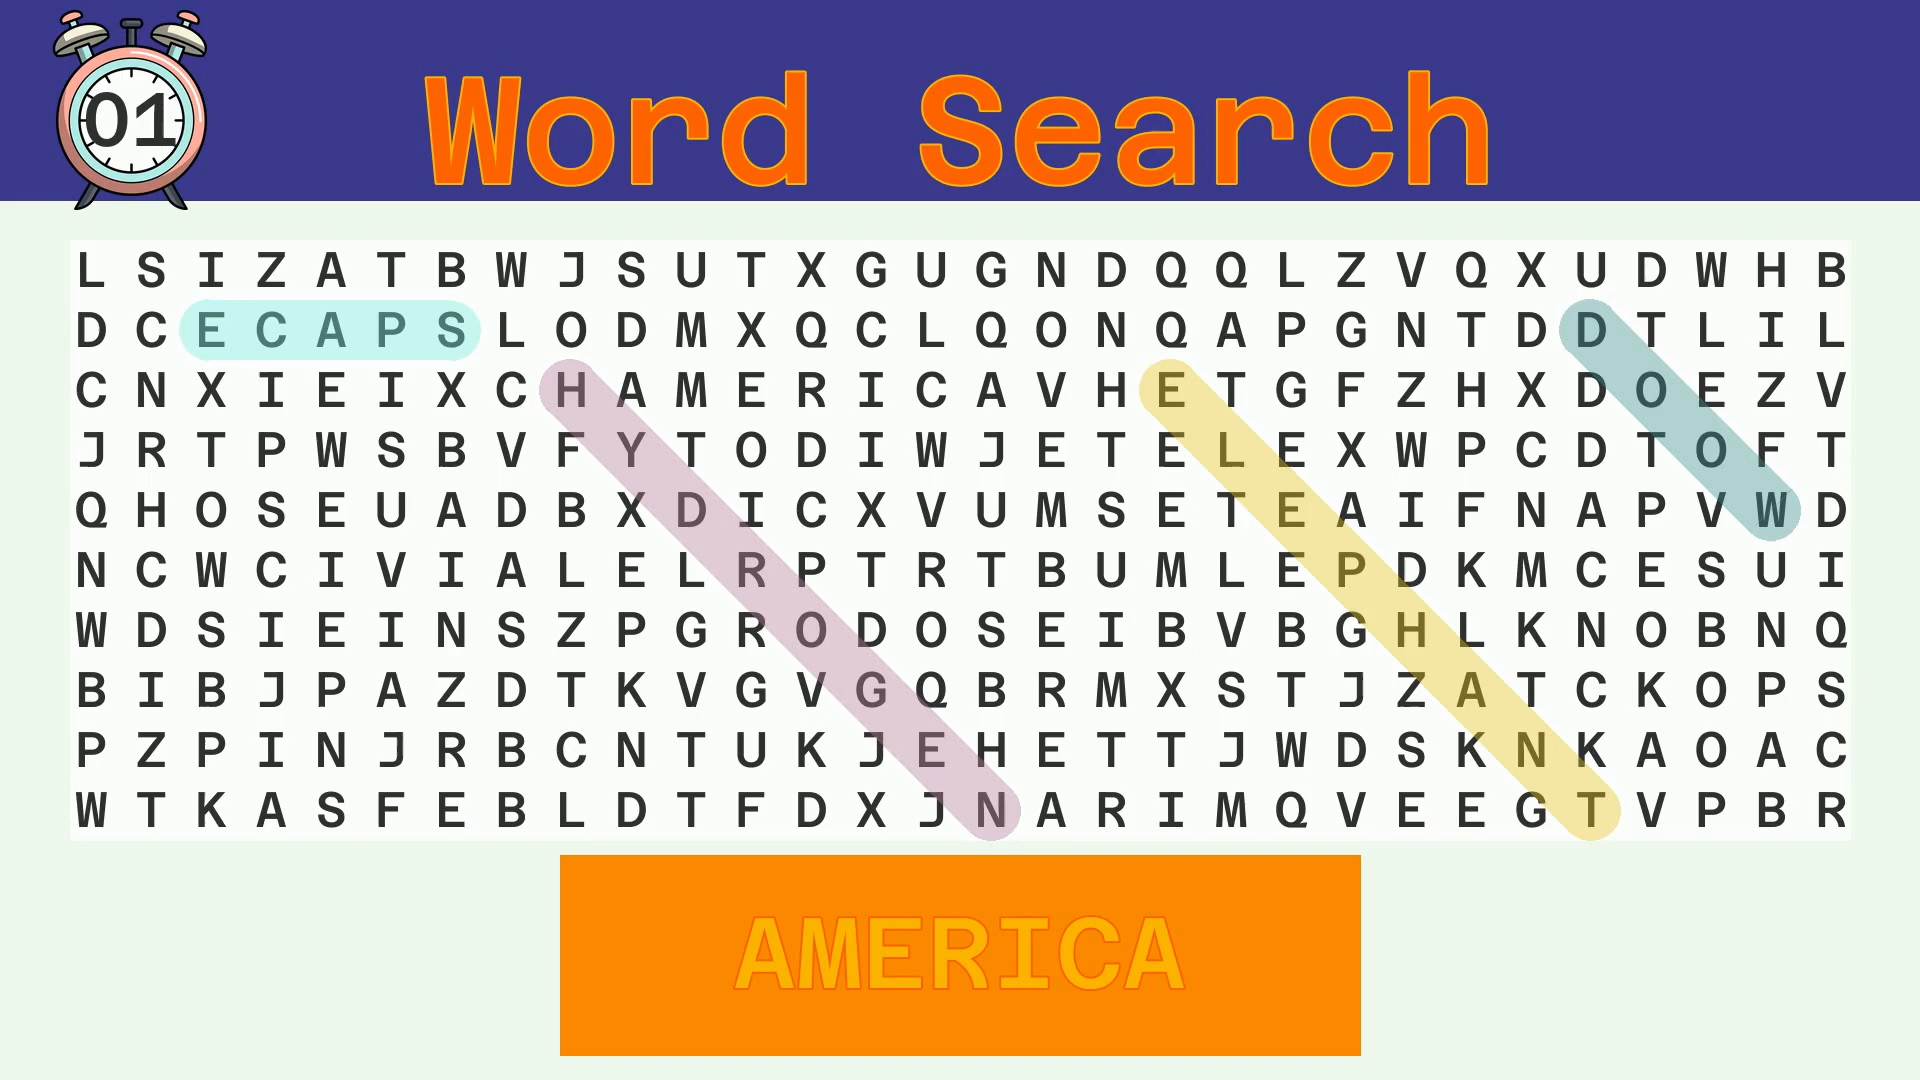 01
Word Search
L S I Z A T B W J S U T X G U G N D Q Q L Z V Q X U D W H B
D C E C A P S L O D M X Q C L Q O N Q A P G N T D D T L I L
C N X I E I X C H A M E R I C A V H E T G F Z H X D O E Z V
J R T P W S B V F Y T O D I W J E T E L E X W P C D T O F T
Q H O S E U A D B X D I C X V U M S E T E A I F N A P V W D
N C W C I V I A L E L R P T R T B U M L E P D K M C E S U I
W D S I E I N S Z P G R O D O S E I B V B G H L K N O B N Q
B I B J P A Z D T K V G V G Q B R M X S T J Z A T C K O P S
P Z P I N J R B C N T U K J E H E T T J W D S K N K A O A C
W T K A S F E B L D T F D X J N A R I M Q V E E G T V P B R
AMERICA